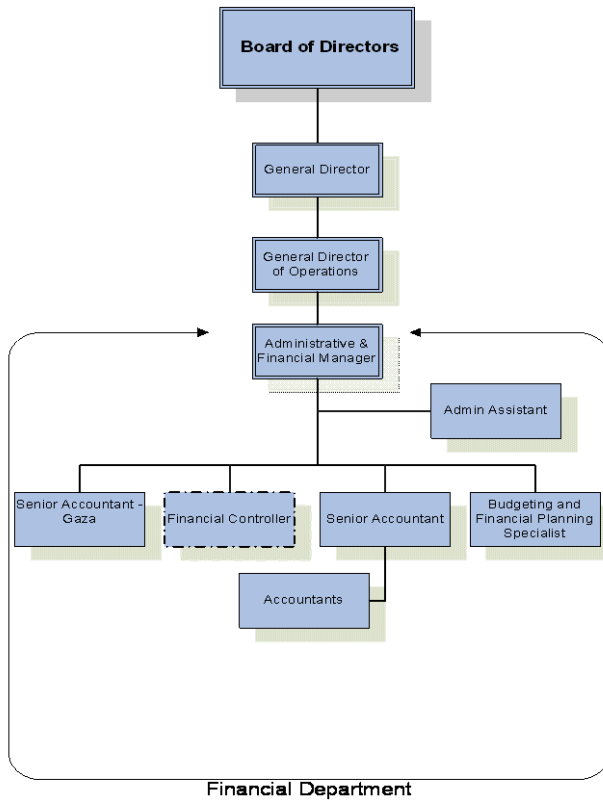 Board of Directors
General Director
General Director
of Operations
Administrative &
Financial Manager
Admin Assistant
Senior Accountant -
Gaza
Financial Controller
Senior Accountant
Budgeting and
Financial Planning
Specialist
Accountants
Financial Department